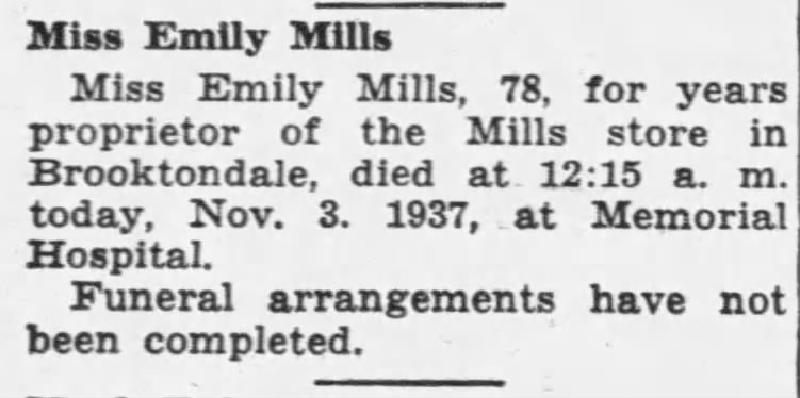 Miss Emily Mills
Miss Emily Mills, 78, for years
proprietor of the Mills store in
Brooktondale, died at 12:15 a. m.
today, Nov. 3. 1937, at Memorial
Hospital.
Funeral arrangements have not
been completed.